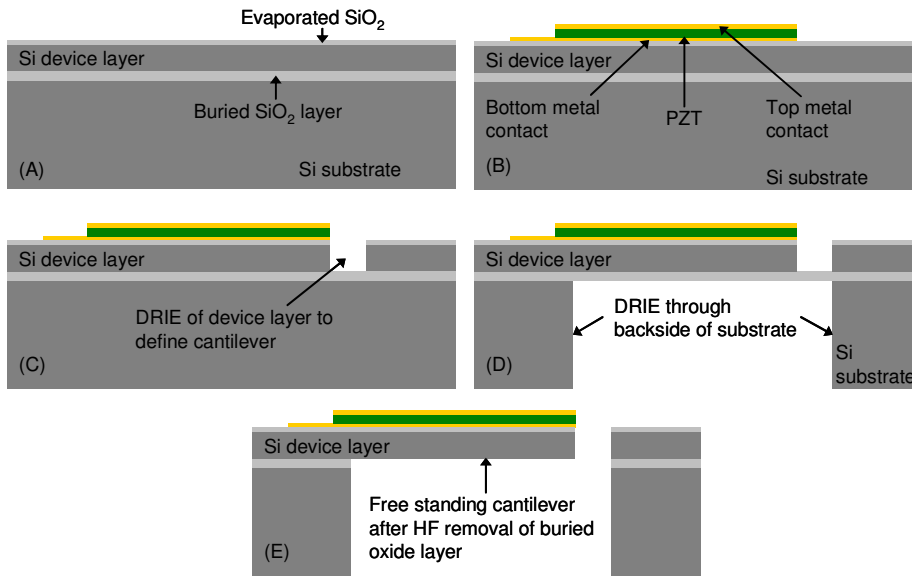 Evaporated SiO₂
Si device layer
Buried SiO₂ layer
(A)
Si substrate
Si device layer
Bottom metal
contact
PZT
Top metal
contact
(B)
Si substrate
Si device layer
DRIE of device layer to
define cantilever
(C)
Si device layer
DRIE through
backside of substrate
(D)
Si
substrate
Si device layer
Free standing cantilever
after HF removal of buried
oxide layer
(E)